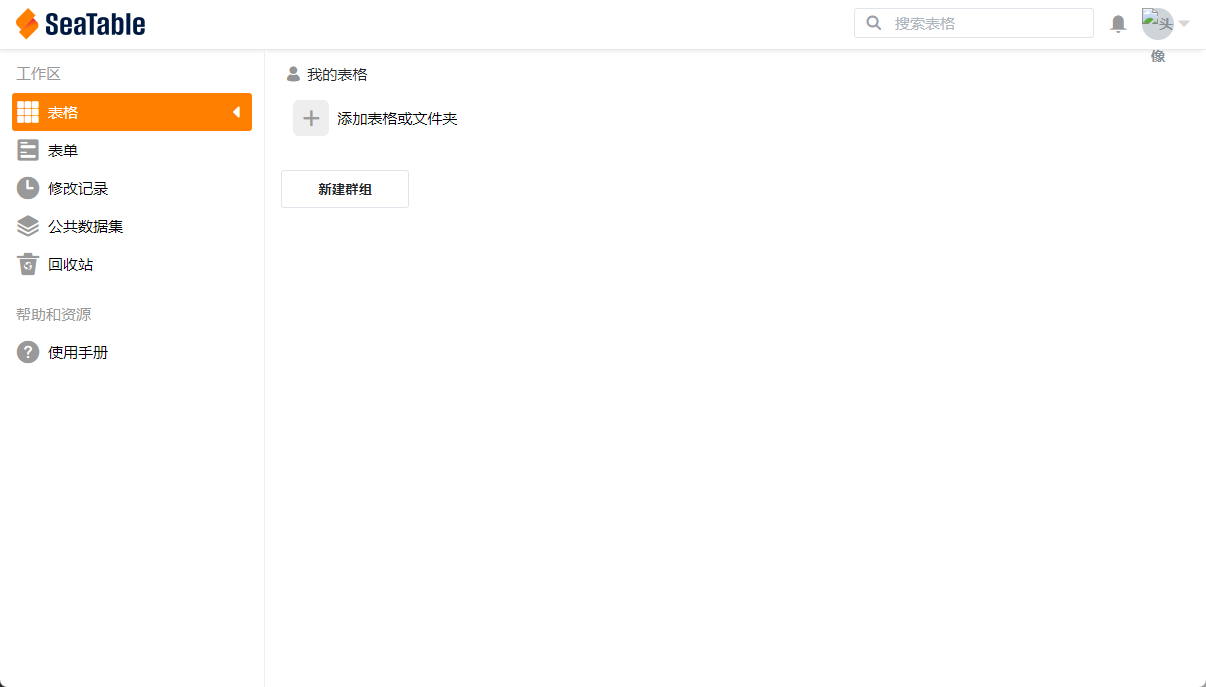 SeaTable
搜索表格
头
像
工作区
表格
表单
修改记录
公共数据集
回收站
帮助和资源
使用手册
我的表格
添加表格或文件夹
新建群组